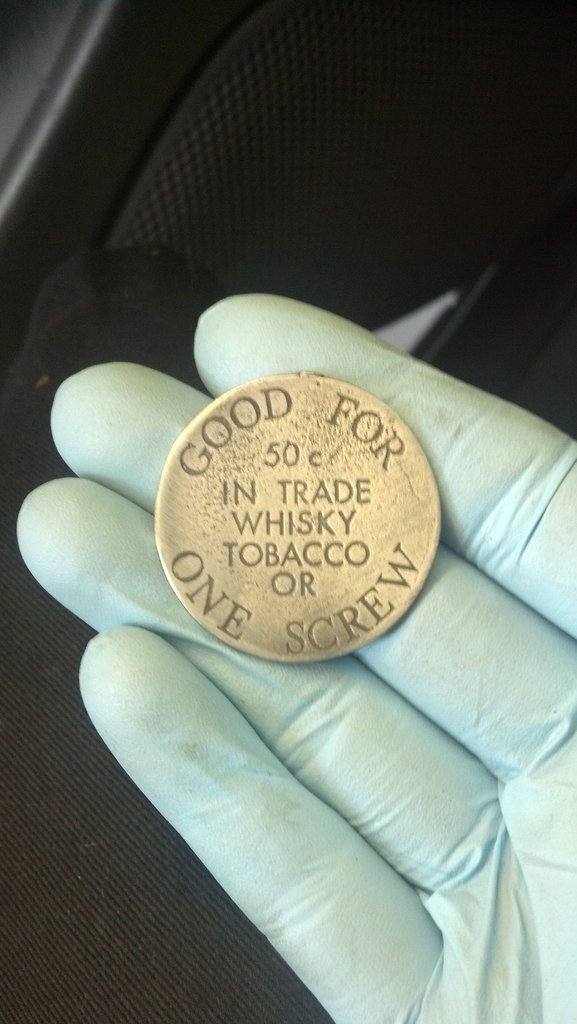 GOOD FOR
50 c
IN TRADE
WHISKY
TOBACCO
OR
ONE SCREW